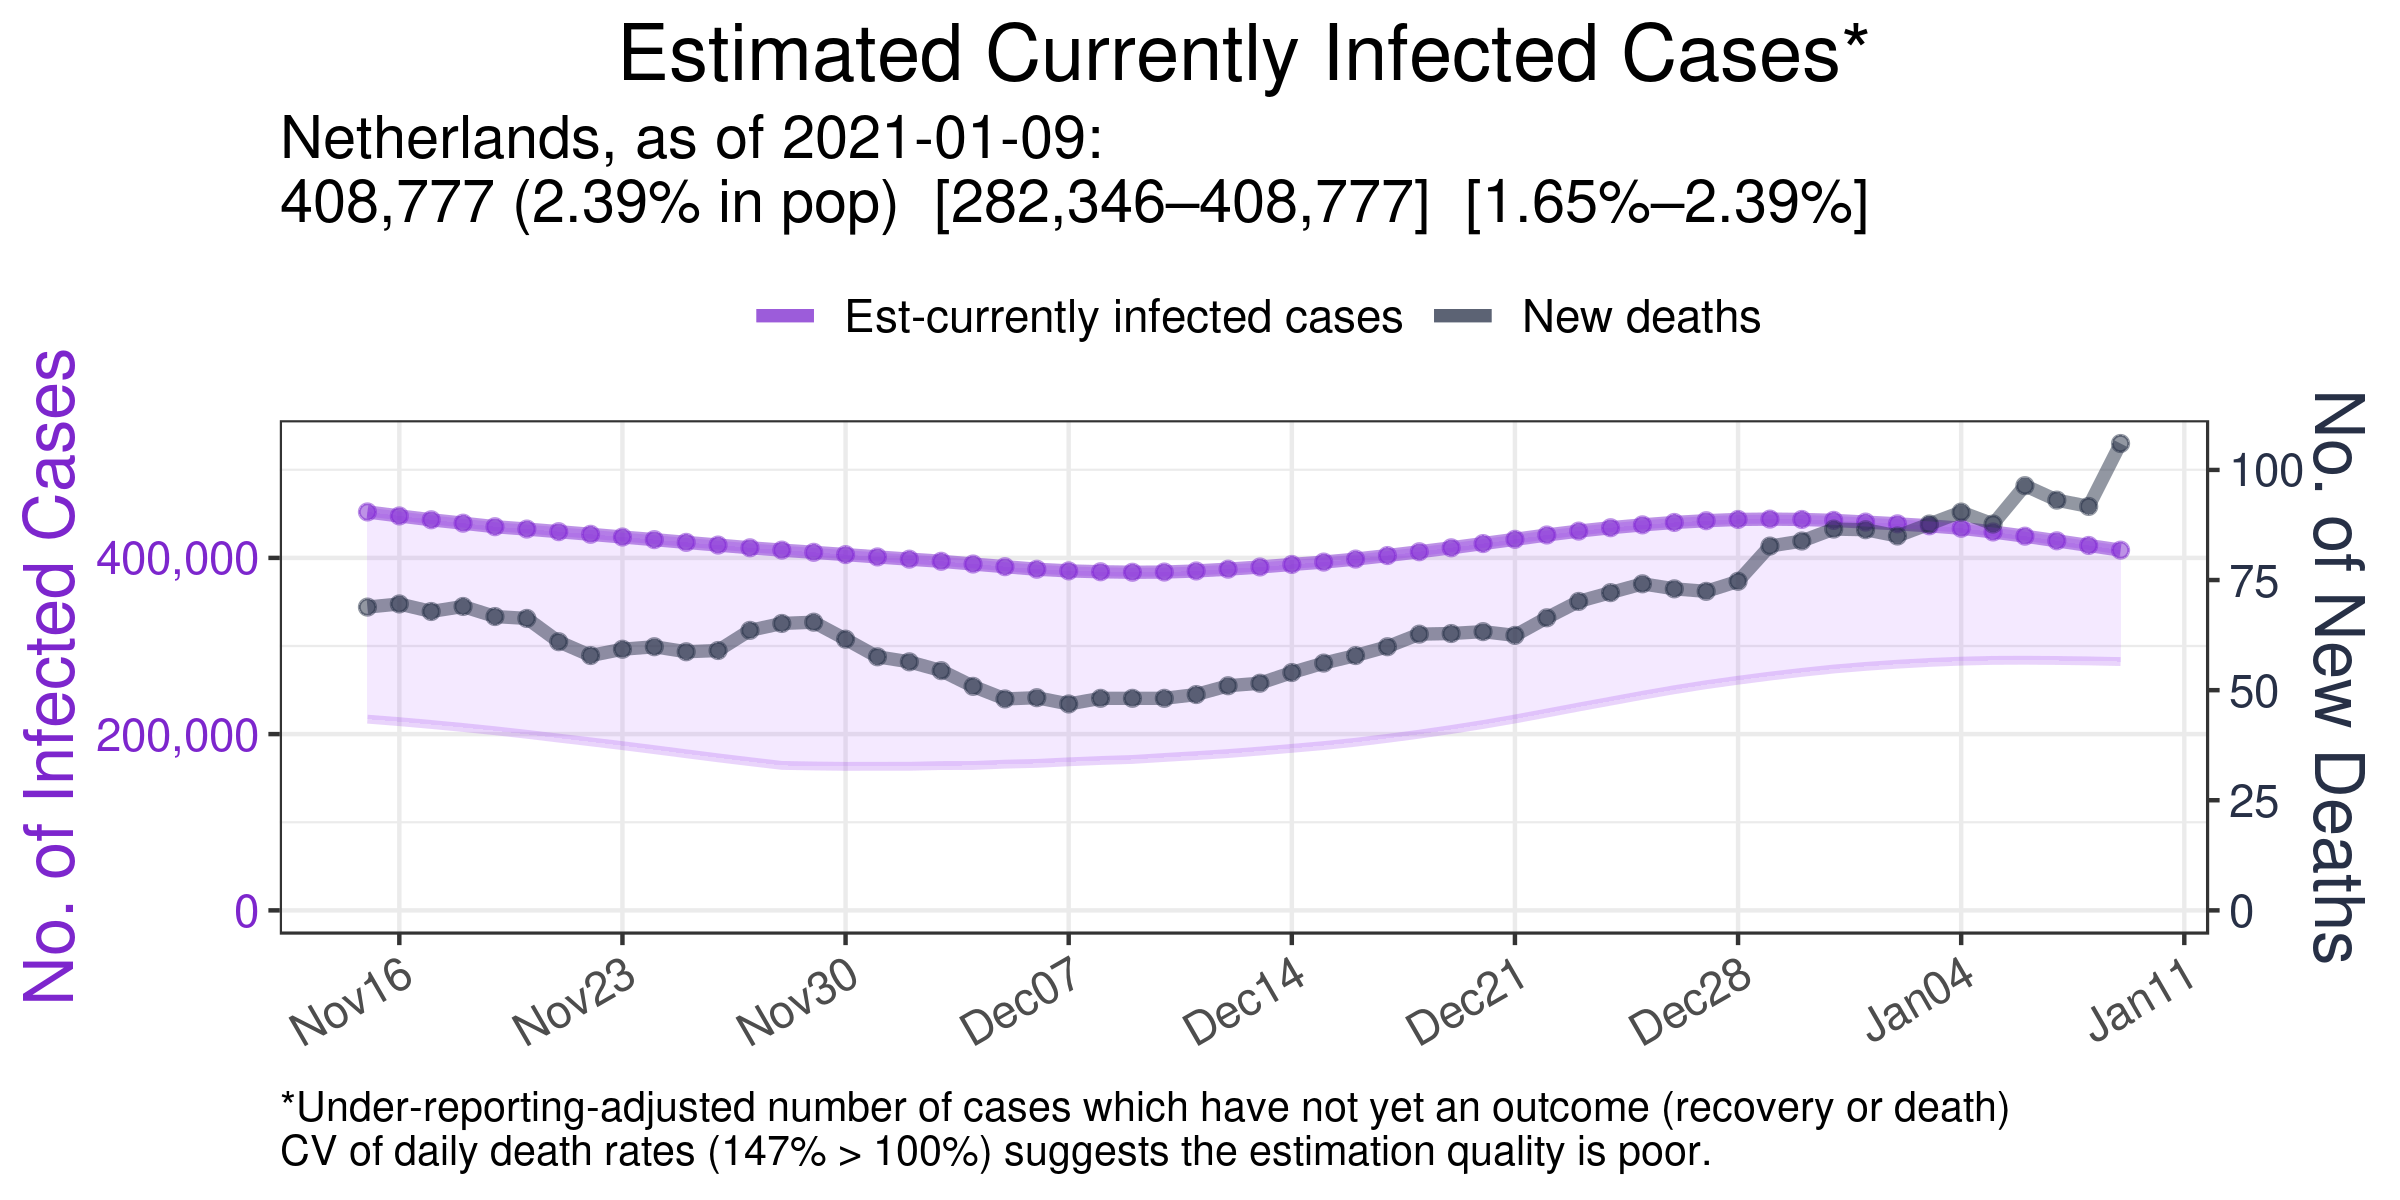 Estimated Currently Infected Cases*
Netherlands, as of 2021-01-09:
408,777 (2.39% in pop) [282,346–408,777] [1.65%–2.39%]
Est-currently infected cases
New deaths
No. of Infected Cases
400,000
200,000
0
100
75
50
25
0
No. of New Deaths
Nov16
Nov23
Nov30
Dec07
Dec14
Dec21
Dec28
Jan04
Jan11
*Under-reporting-adjusted number of cases which have not yet an outcome (recovery or death)
CV of daily death rates (147% > 100%) suggests the estimation quality is poor.